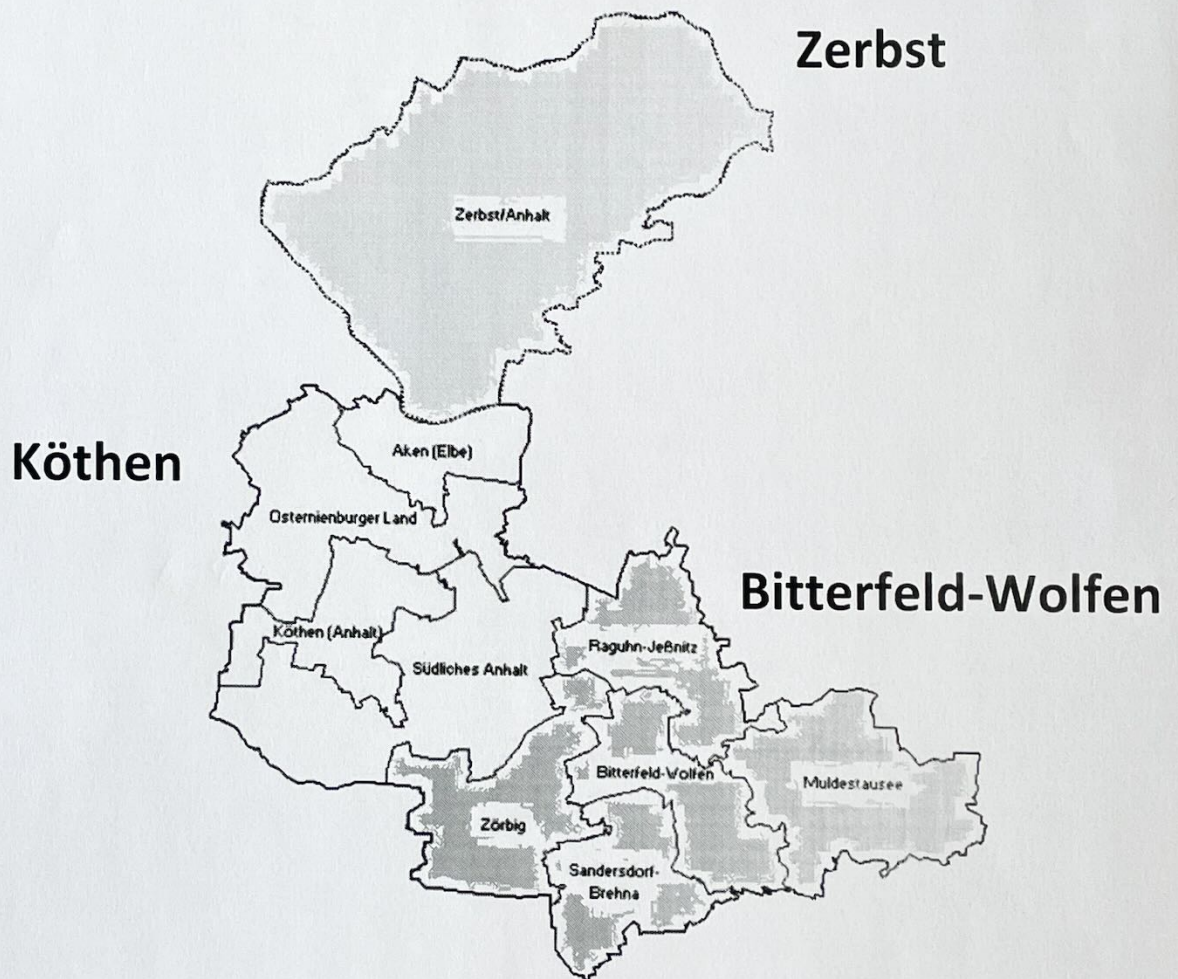 Zerbst
Zerbst/Anhalt
Köthen
Aken (Elbe)
Osternienburger Land
Bitterfeld-Wolfen
Köthen (Anhalt)
Raguhn-Jeßnitz
Südliches Anhalt
Bitterfeld-Wolfen
Muldestausee
Zörbig
Sandersdorf-
Brehna